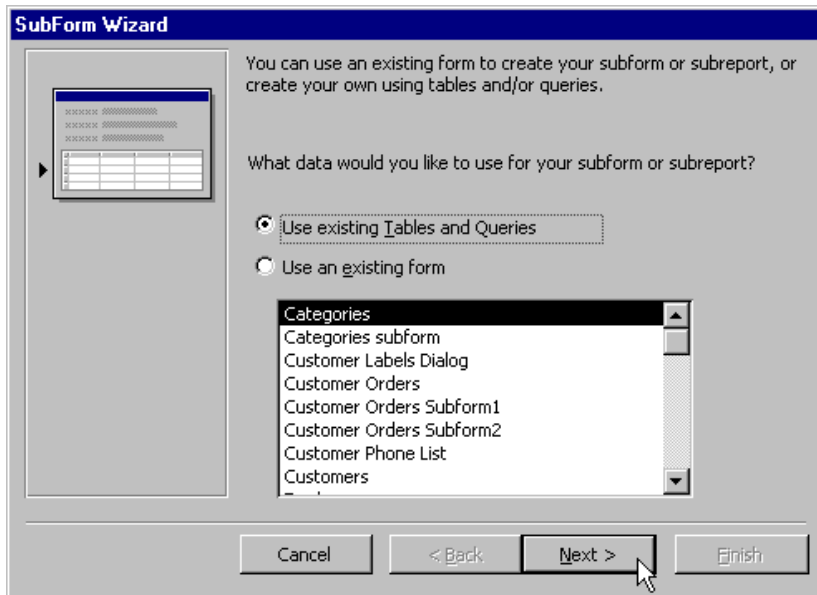 SubForm Wizard
You can use an existing form to create your subform or subreport, or
create your own using tables and/or queries.
xxxxx
xxxxx
xxxxx
What data would you like to use for your subform or subreport?
Use existing Tables and Queries
Use an existing form
Categories
Categories subform
Customer Labels Dialog
Customer Orders
Customer Orders Subform1
Customer Orders Subform2
Customer Phone List
Customers
Cancel
< Back
Next >
Finish